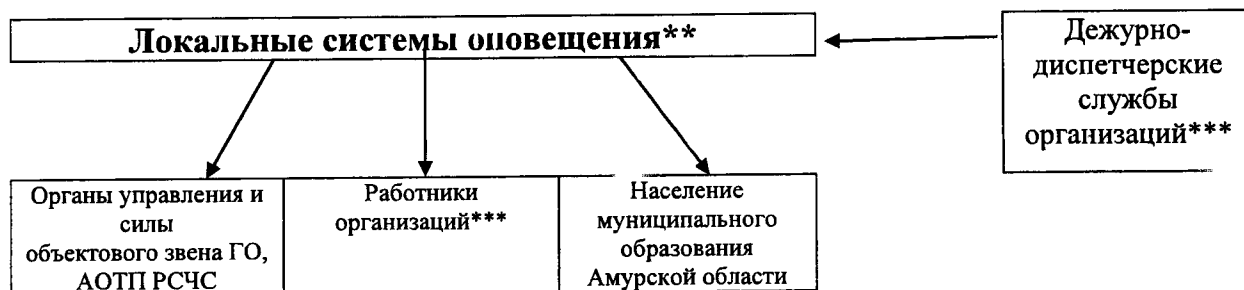 Локальные системы оповещения**
Дежурно-
диспетчерские
службы
организаций***
Органы управления и
силы
объектового звена ГО,
АОТП РСЧС
Работники
организаций***
Население
муниципального
образования
Амурской области